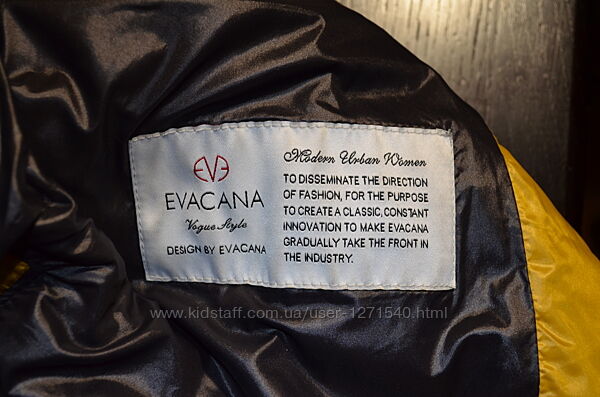 EVE
EVACANA
Vogue Style
DESIGN BY EVACANA
Modern Urban Women
TO DISSEMINATE THE DIRECTION
OF FASHION, FOR THE PURPOSE
TO CREATE A CLASSIC, CONSTANT
INNOVATION TO MAKE EVACANA
GRADUALLY TAKE THE FRONT IN
THE INDUSTRY.
www.kidstaff.com.ua/user-1271540.html